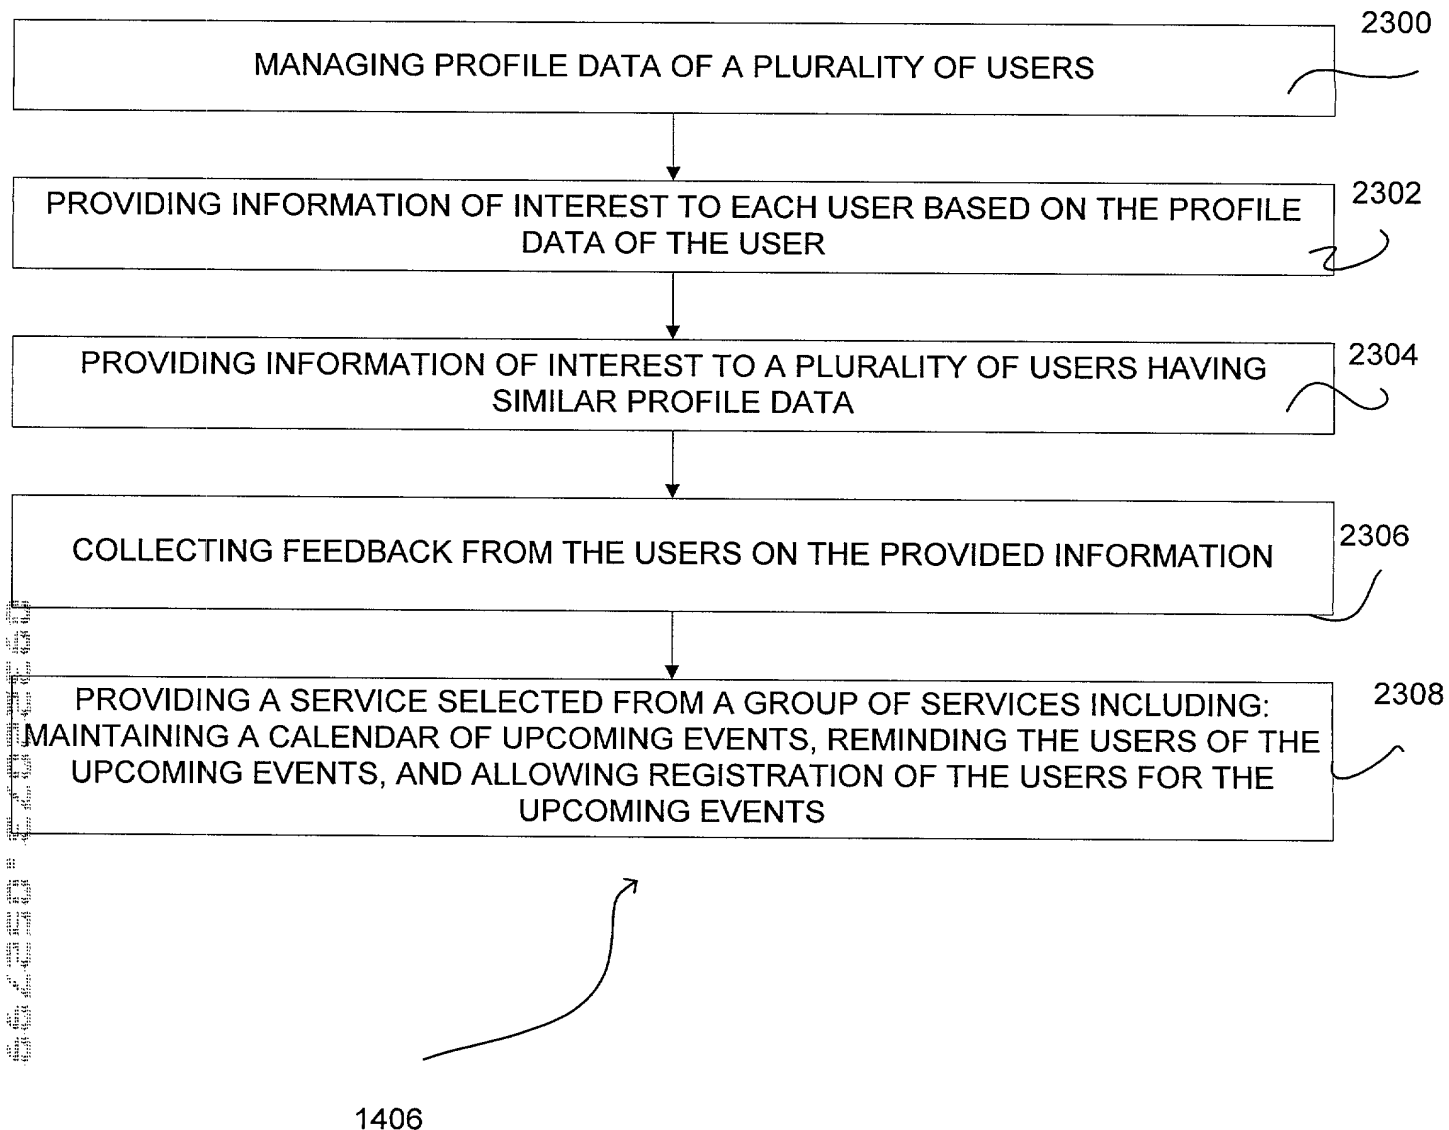 2300
MANAGING PROFILE DATA OF A PLURALITY OF USERS
2302
PROVIDING INFORMATION OF INTEREST TO EACH USER BASED ON THE PROFILE
DATA OF THE USER
2304
PROVIDING INFORMATION OF INTEREST TO A PLURALITY OF USERS HAVING
SIMILAR PROFILE DATA
2306
COLLECTING FEEDBACK FROM THE USERS ON THE PROVIDED INFORMATION
2308
PROVIDING A SERVICE SELECTED FROM A GROUP OF SERVICES INCLUDING:
MAINTAINING A CALENDAR OF UPCOMING EVENTS, REMINDING THE USERS OF THE
UPCOMING EVENTS, AND ALLOWING REGISTRATION OF THE USERS FOR THE
UPCOMING EVENTS
1406